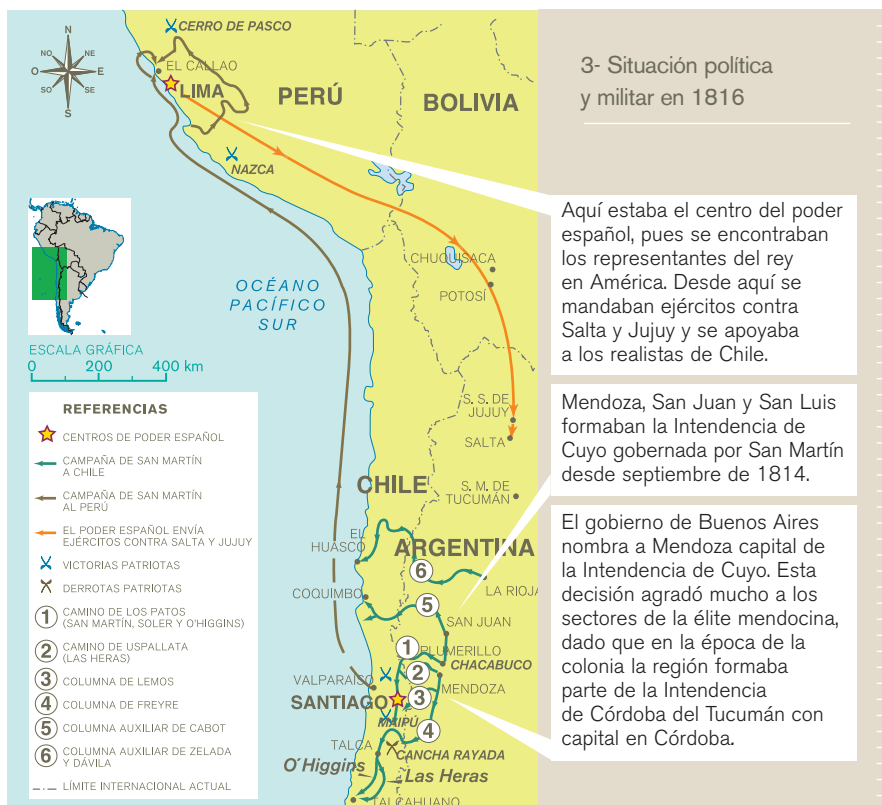 N
NO
NE
O
E
SO
SE
S
CERRO DE PASCO
EL CALLAO
LIMA
PERÚ
BOLIVIA
NAZCA
CHUQUISACA
POTOSÍ
OCÉANO
PACÍFICO
SUR
ESCALA GRÁFICA
0 200 400 km
S. S. DE
JUJUY
SALTA
S. M. DE
TUCUMÁN
CHILE
ARGENTINA
EL
HUASCO
6
LA RIOJA
COQUIMBO
5
SAN JUAN
1
PLUMERILLO
CHACABUCO
2
VALPARAÍSO
MENDOZA
SANTIAGO
3
MAIPÚ
4
TALCA
CANCHA RAYADA
O'Higgins
Las Heras
TALCAHUANO
REFERENCIAS
CENTROS DE PODER ESPAÑOL
CAMPAÑA DE SAN MARTÍN
A CHILE
CAMPAÑA DE SAN MARTÍN
AL PERÚ
EL PODER ESPAÑOL ENVÍA
EJÉRCITOS CONTRA SALTA Y JUJUY
VICTORIAS PATRIOTAS
DERROTAS PATRIOTAS
1 CAMINO DE LOS PATOS
(SAN MARTÍN, SOLER Y O'HIGGINS)
2 CAMINO DE USPALLATA
(LAS HERAS)
3 COLUMNA DE LEMOS
4 COLUMNA DE FREYRE
5 COLUMNA AUXILIAR DE CABOT
6 COLUMNA AUXILIAR DE ZELADA
Y DÁVILA
LÍMITE INTERNACIONAL ACTUAL
3- Situación política
y militar en 1816
Aquí estaba el centro del poder
español, pues se encontraban
los representantes del rey
en América. Desde aquí se
mandaban ejércitos contra
Salta y Jujuy y se apoyaba
a los realistas de Chile.
Mendoza, San Juan y San Luis
formaban la Intendencia de
Cuyo gobernada por San Martín
desde septiembre de 1814.
El gobierno de Buenos Aires
nombra a Mendoza capital de
la Intendencia de Cuyo. Esta
decisión agradó mucho a los
sectores de la élite mendocina,
dado que en la época de la
colonia la región formaba
parte de la Intendencia
de Córdoba del Tucumán con
capital en Córdoba.